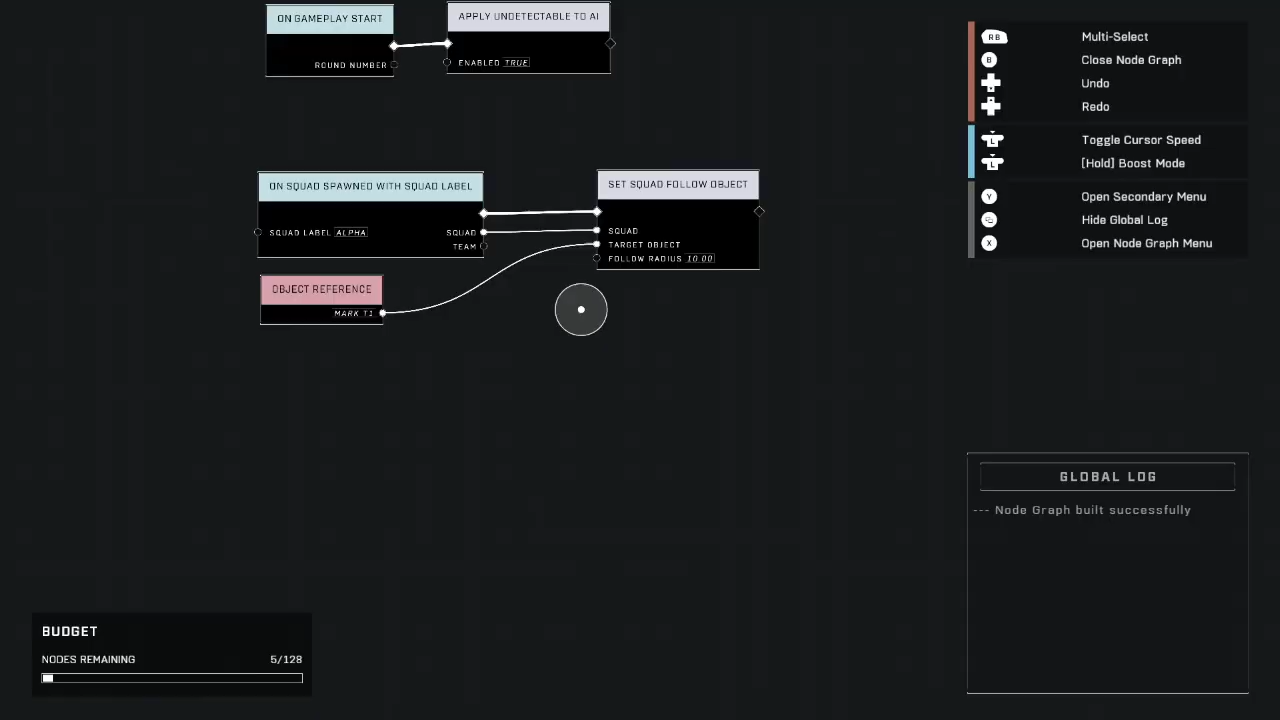 ON GAMEPLAY START
ROUND NUMBER
APPLY UNDETECTABLE TO AI
ENABLED TRUE
ON SQUAD SPAWNED WITH SQUAD LABEL
SQUAD LABEL ALPHA
SQUAD
TEAM
SET SQUAD FOLLOW OBJECT
SQUAD
TARGET OBJECT
FOLLOW RADIUS 10.00
OBJECT REFERENCE
MARK T1
RB Multi-Select
B Close Node Graph
Undo
Redo
L Toggle Cursor Speed
L [Hold] Boost Mode
Y Open Secondary Menu
Hide Global Log
X Open Node Graph Menu
GLOBAL LOG
--- Node Graph built successfully
BUDGET
NODES REMAINING 5/128